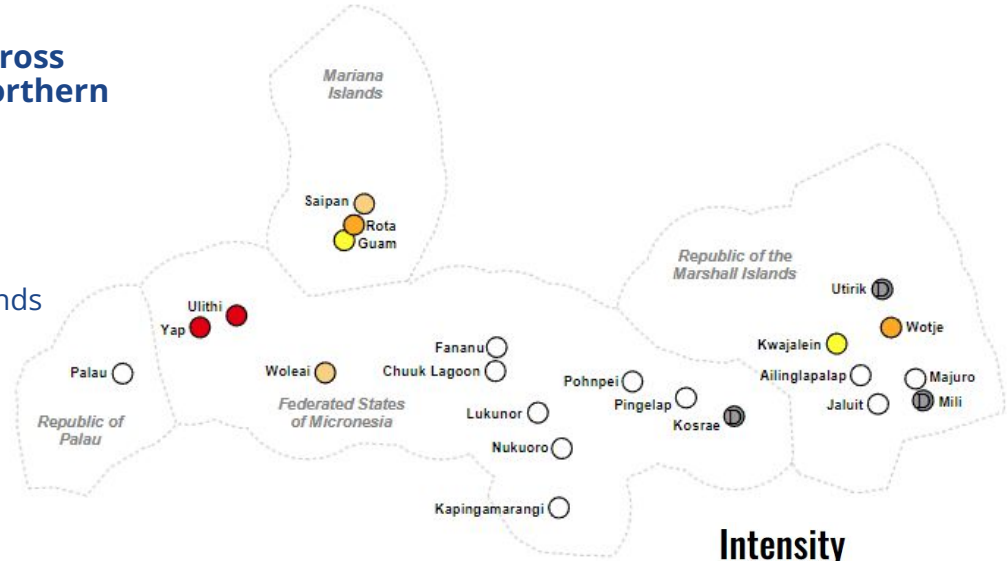 ross
orthern
nds
Mariana
Islands
Saipan
Rota
Guam
Republic of the
Marshall Islands
Utirik
D
Wotje
Kwajalein
Ailinglapalap
Majuro
Jaluit
D
Mili
Ulithi
Yap
Palau
Republic of
Palau
Woleai
Federated States
of Micronesia
Fananu
Chuuk Lagoon
Lukunor
Nukuoro
Kapingamarangi
Pohnpei
Pingelap
Kosrae
D
Intensity